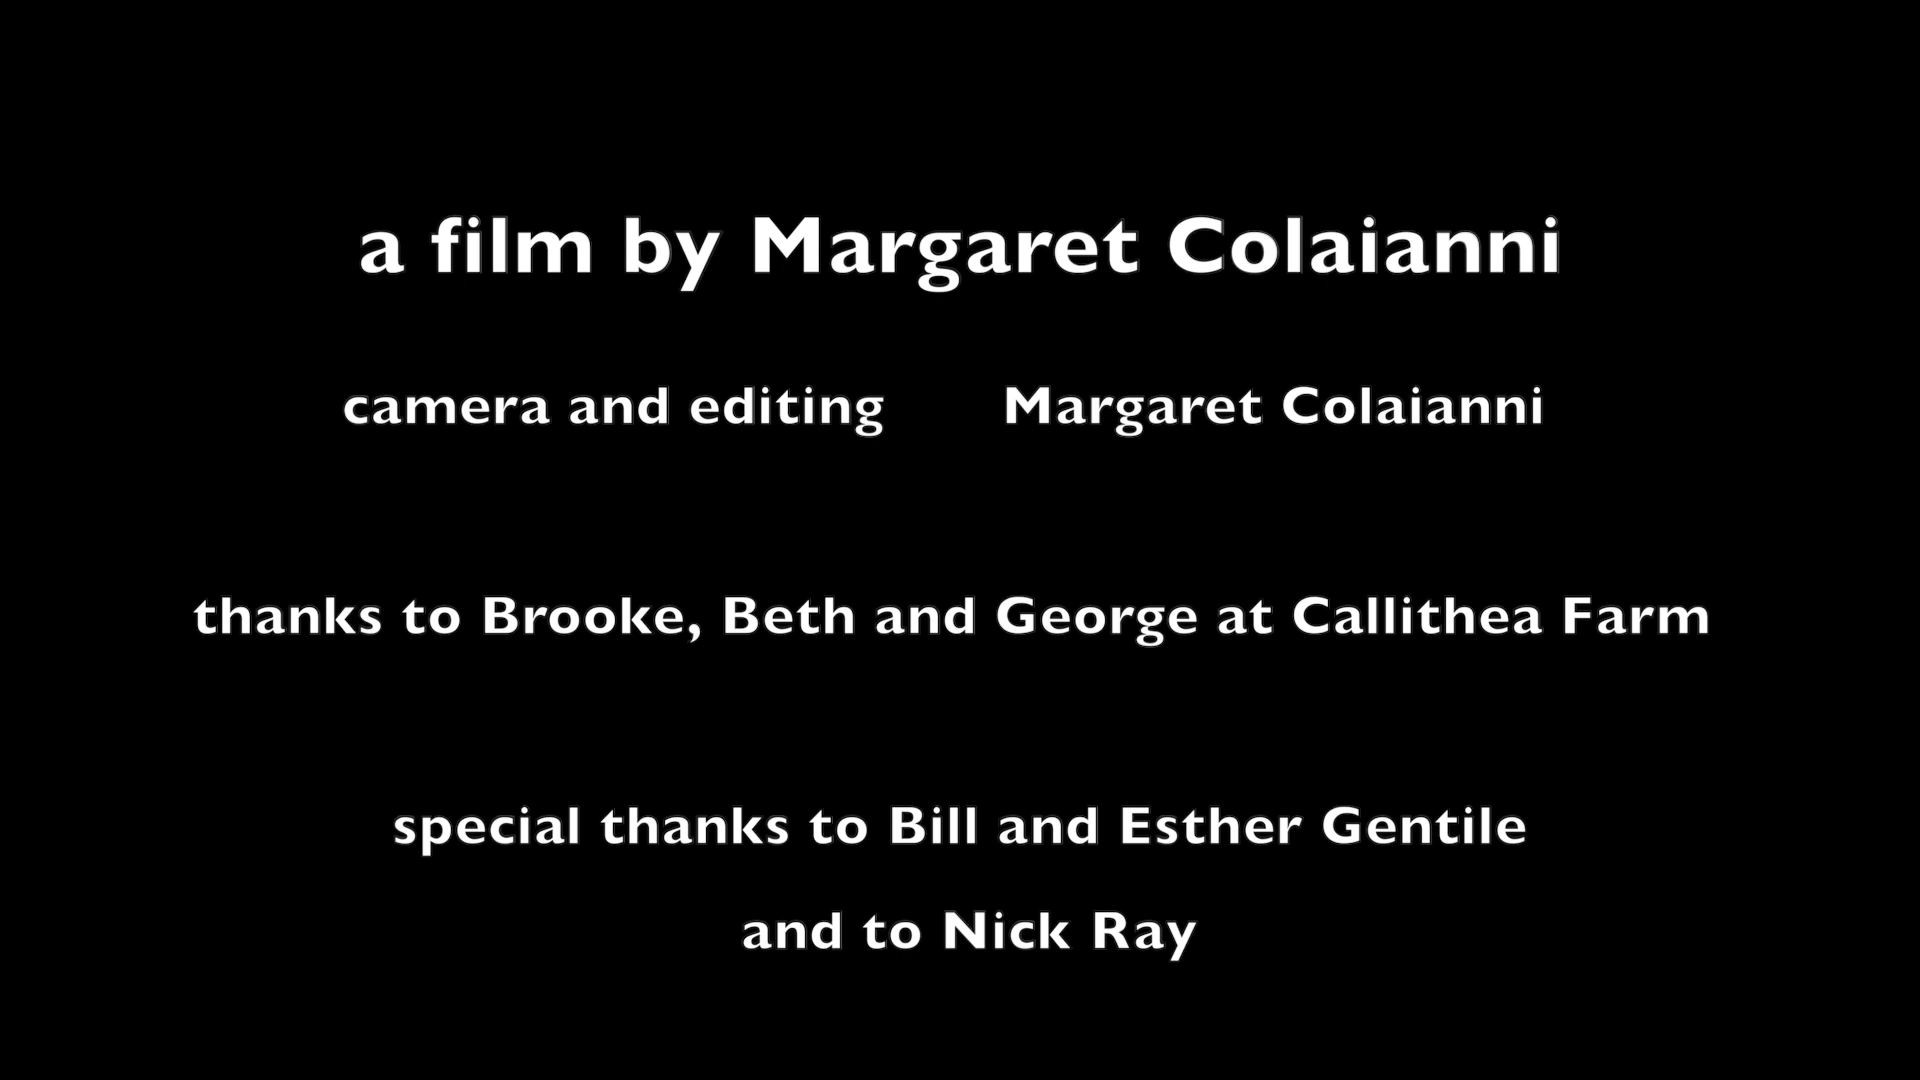 a film by Margaret Colaianni
camera and editing Margaret Colaianni
thanks to Brooke, Beth and George at Callithea Farm
special thanks to Bill and Esther Gentile
and to Nick Ray